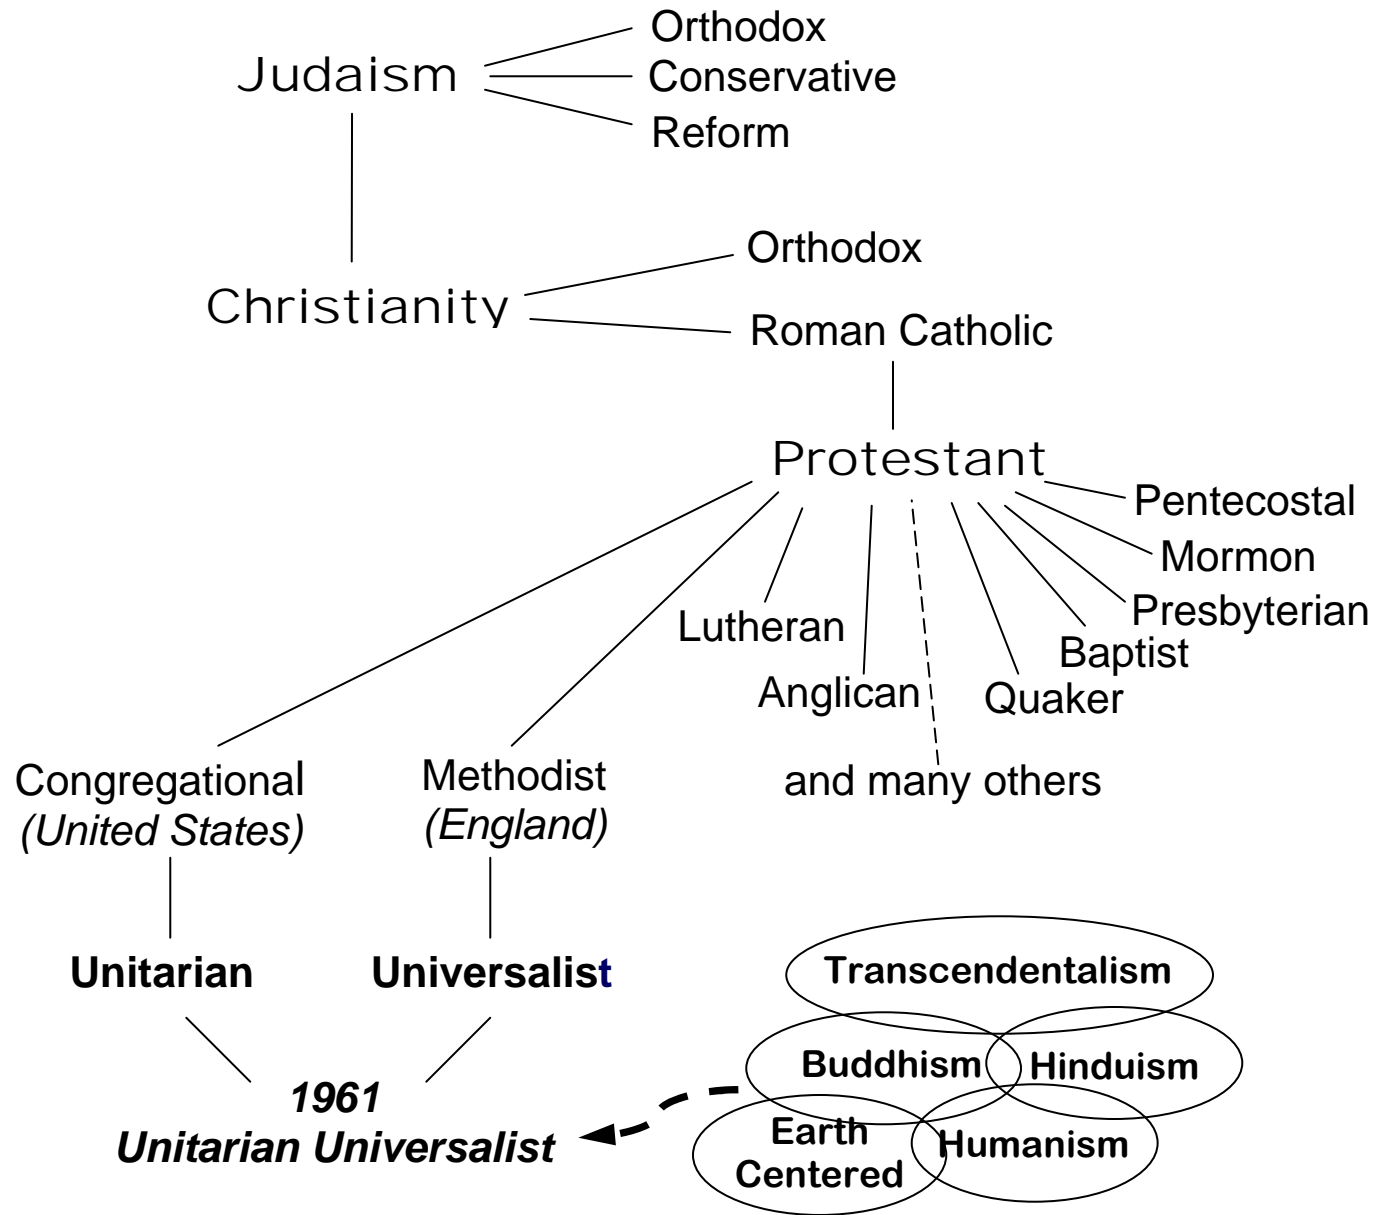 Orthodox
Judaism
Conservative
Reform
Orthodox
Christianity
Roman Catholic
Protestant
Pentecostal
Mormon
Presbyterian
Lutheran
Baptist
Anglican
Quaker
Congregational
(United States)
Methodist
(England)
and many others
Unitarian
Universalist
1961
Unitarian Universalist
Transcendentalism
Buddhism
Hinduism
Earth
Centered
Humanism